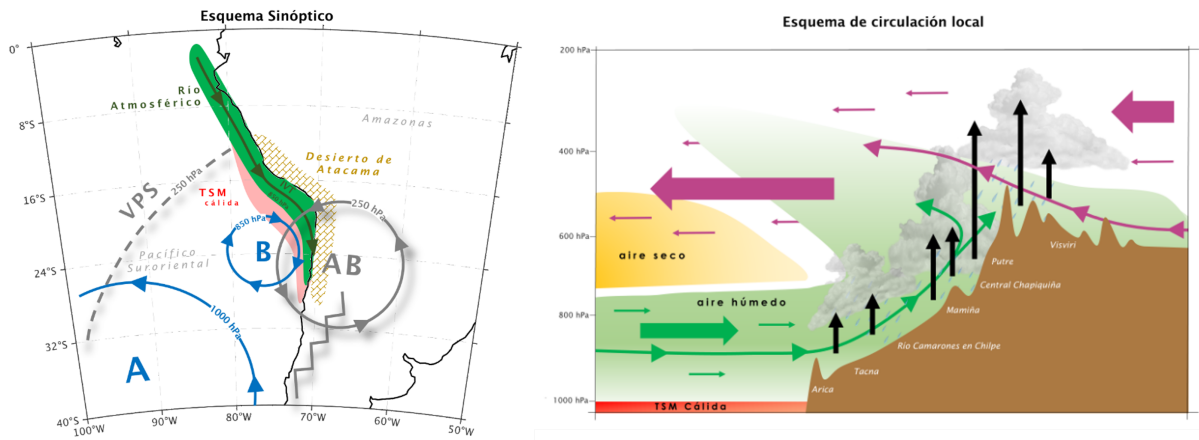 Esquema Sinóptico
0°
8°S
16°S
24°S
32°S
40°S
100°W
90°W
80°W
70°W
60°W
50°W
Rio
Atmosférico
Amazonas
Desierto de
Atacama
IVT
TSM
cálida
VPS
250 hPa
850 hPa
B
250 hPa
AB
Pacífico
Suroriental
1000 hPa
A
Esquema de circulación local
200 hPa
400 hPa
600 hPa
800 hPa
1000 hPa
aire seco
aire húmedo
TSM Cálida
Visviri
Putre
Central Chapiquiña
Mamiña
Rio Camarones en Chilpe
Tacna
Arica